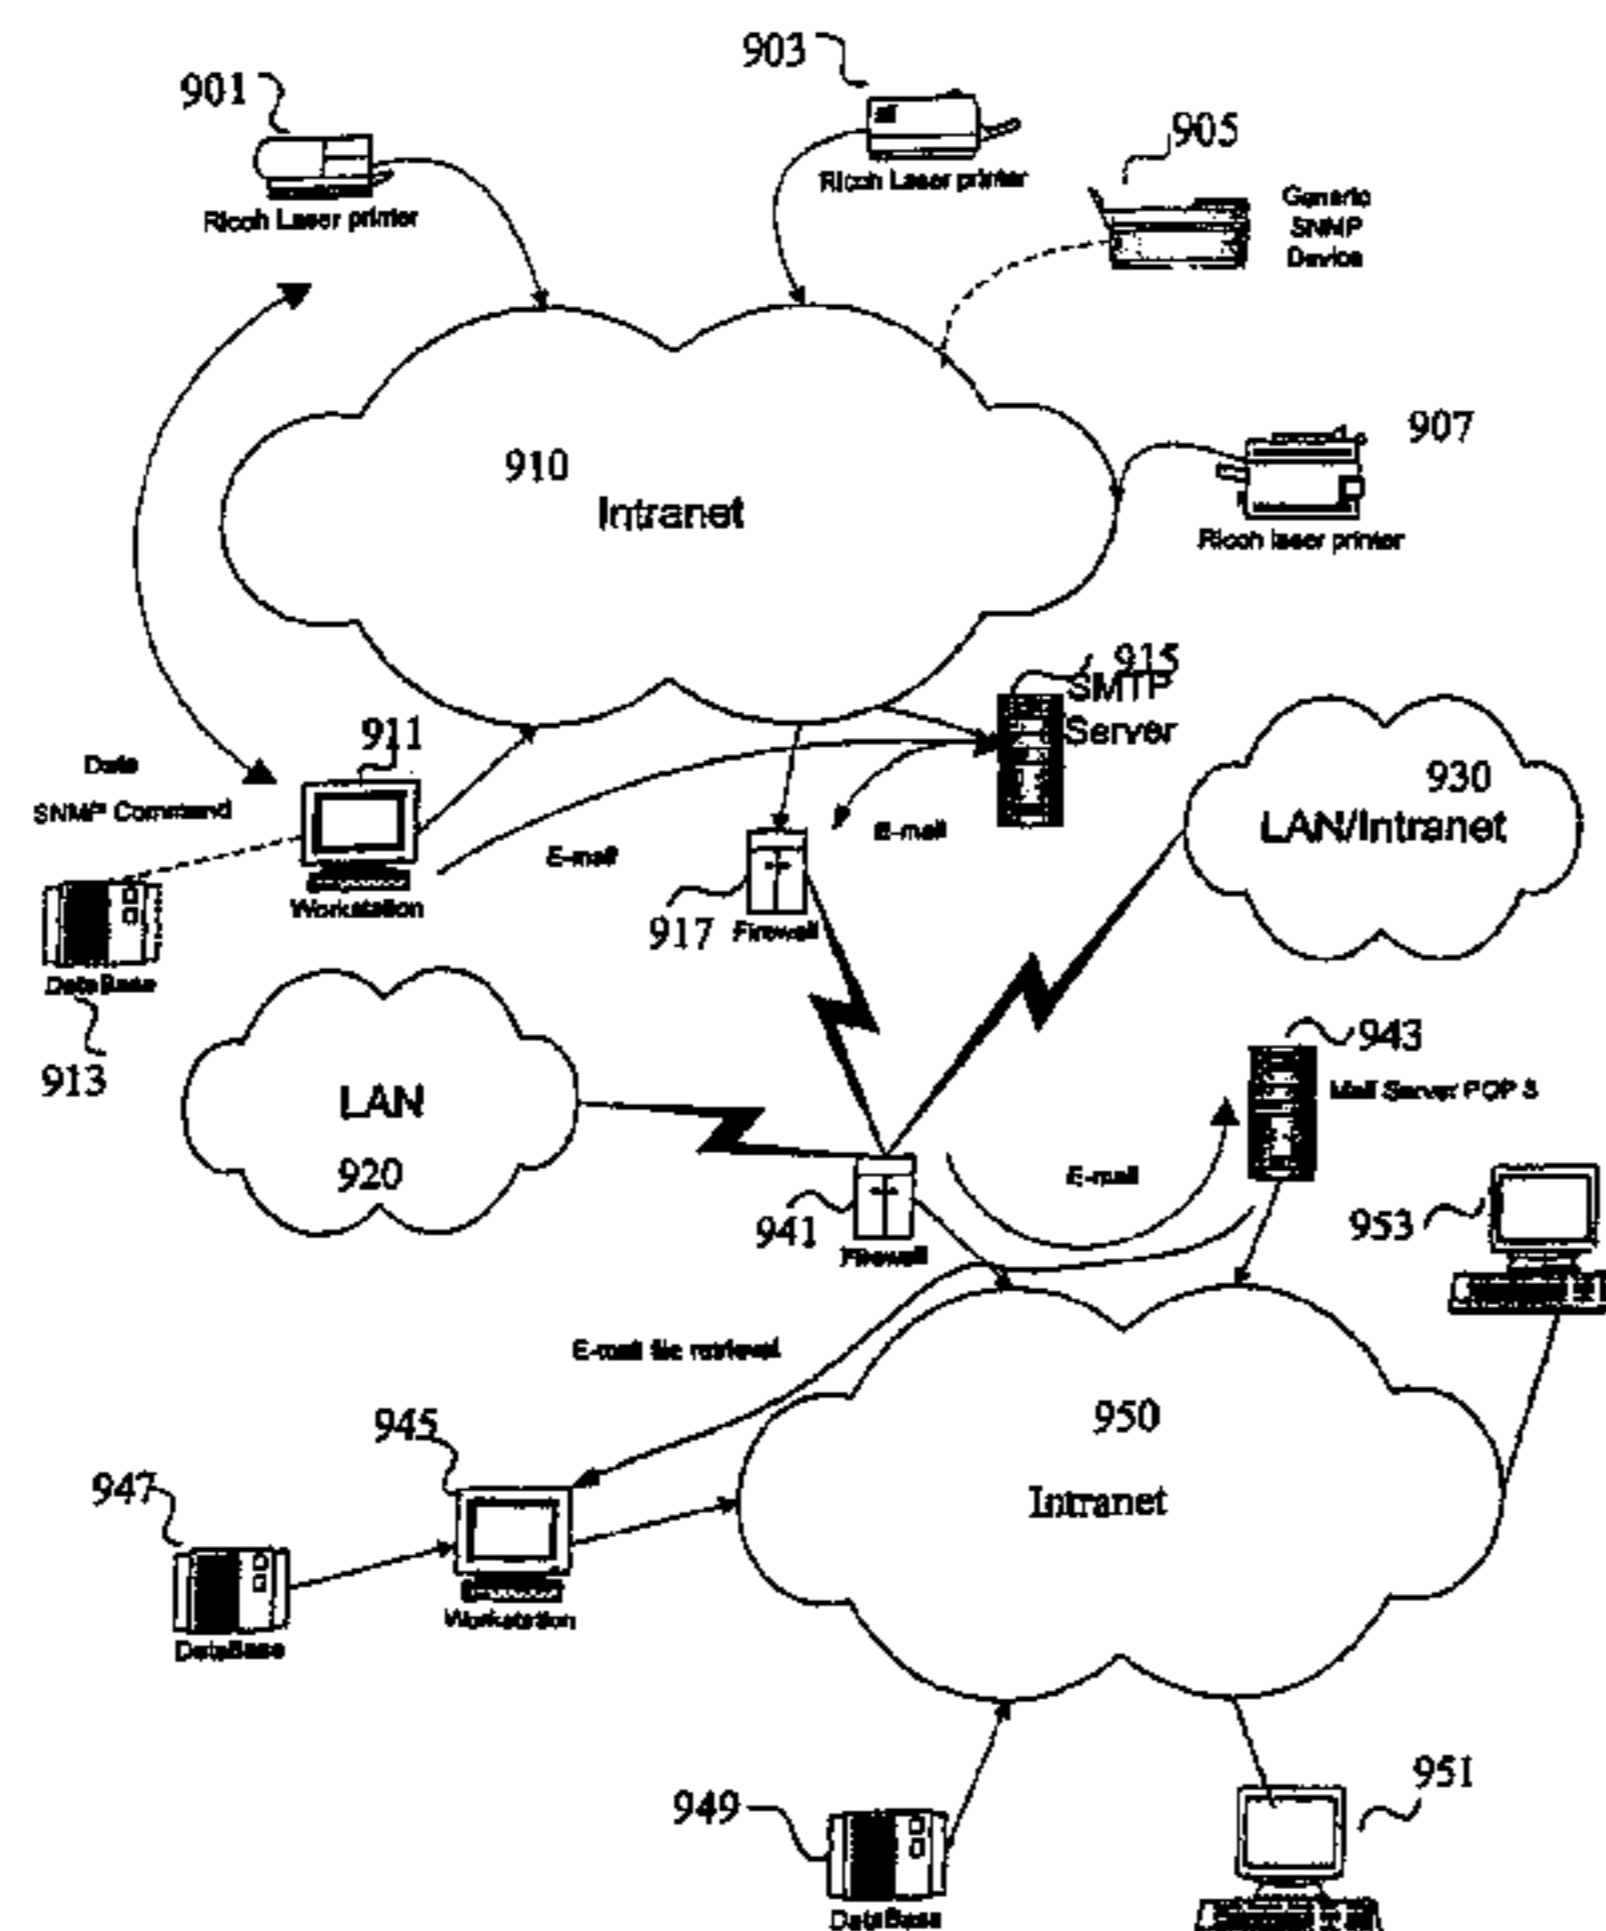 903
901
905
Ricoh Laser printer
Generic
SNMP
Device
Ricoh Laser printer
907
910
Intranet
Ricoh laser printer
915
SMTP
Server
911
Data
SNMP Command
930
LAN/Intranet
E-mail
E-mail
Workstation
917
Firewall
DataBase
913
943
Mail Server POP 3
LAN
920
E-mail
953
941
Firewall
E-mail file retrieval
950
945
947
Intranet
Workstation
DataBase
951
949
DataBase